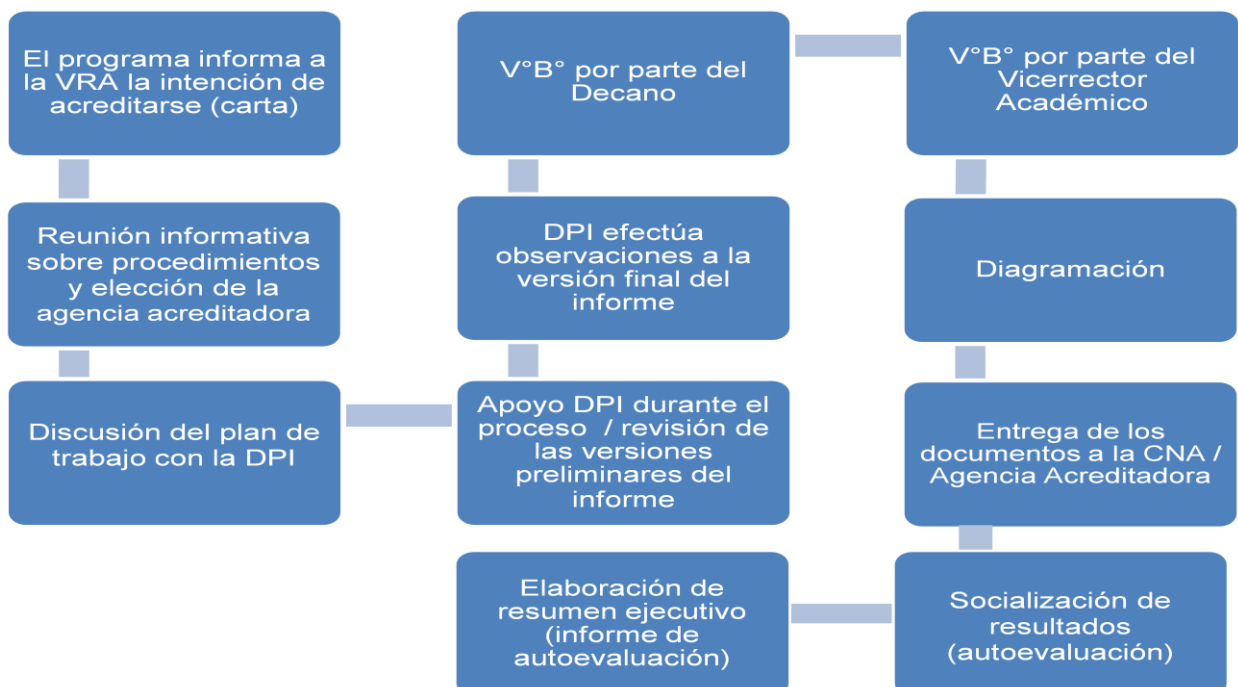 El programa informa a
la VRA la intención de
acreditarse (carta)
Reunión informativa
sobre procedimientos
y elección de la
agencia acreditadora
Discusión del plan de
trabajo con la DPI
Apoyo DPI durante el
proceso / revisión de
las versiones
preliminares del
informe
DPI efectúa
observaciones a la
versión final del
informe
V°B° por parte del
Decano
V°B° por parte del
Vicerrector
Académico
Diagramación
Entrega de los
documentos a la CNA /
Agencia Acreditadora
Socialización de
resultados
(autoevaluación)
Elaboración de
resumen ejecutivo
(informe de
autoevaluación)